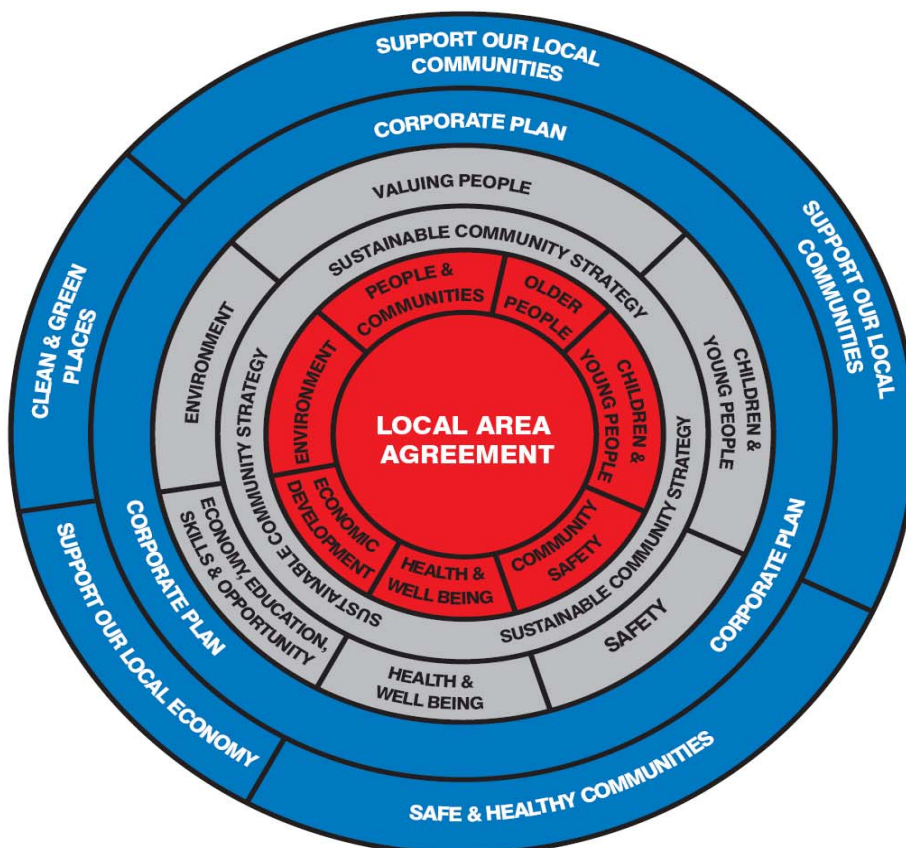 SUPPORT OUR LOCAL
COMMUNITIES
CORPORATE PLAN
VALUING PEOPLE
SUSTAINABLE COMMUNITY STRATEGY
PEOPLE &
COMMUNITIES
OLDER
PEOPLE
SUPPORT OUR LOCAL
COMMUNITIES
CLEAN & GREEN
PLACES
ENVIRONMENT
SUSTAINABLE COMMUNITY STRATEGY
ENVIRONMENT
LOCAL AREA
AGREEMENT
CHILDREN &
YOUNG PEOPLE
CHILDREN &
YOUNG PEOPLE
ECONOMIC
DEVELOPMENT
HEALTH &
WELL BEING
COMMUNITY
SAFETY
SUSTAINABLE COMMUNITY STRATEGY
CORPORATE PLAN
ECONOMY, EDUCATION,
SKILLS & OPPORTUNITY
HEALTH &
WELL BEING
SAFETY
CORPORATE PLAN
SUPPORT OUR LOCAL ECONOMY
SAFE & HEALTHY COMMUNITIES